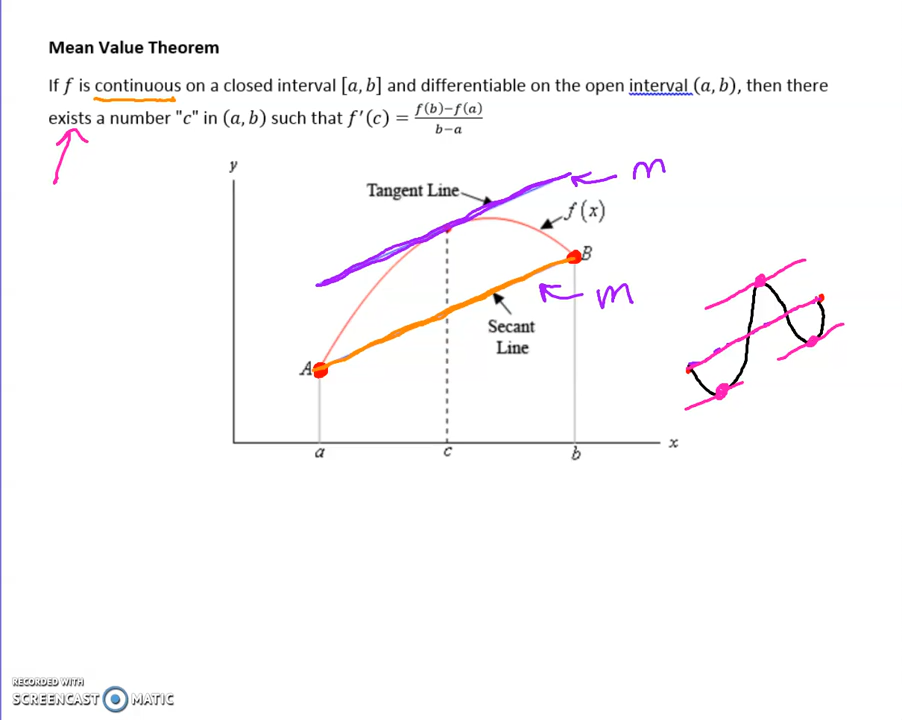 Mean Value Theorem
If f is continuous on a closed interval [a, b] and differentiable on the open interval (a, b), then there
exists a number "c" in (a, b) such that f′(c) = f(b)−f(a) / b−a
y
m
Tangent Line
f(x)
B
m
Secant
Line
A
x
a
c
b
RECORDED WITH
SCREENCAST MATIC